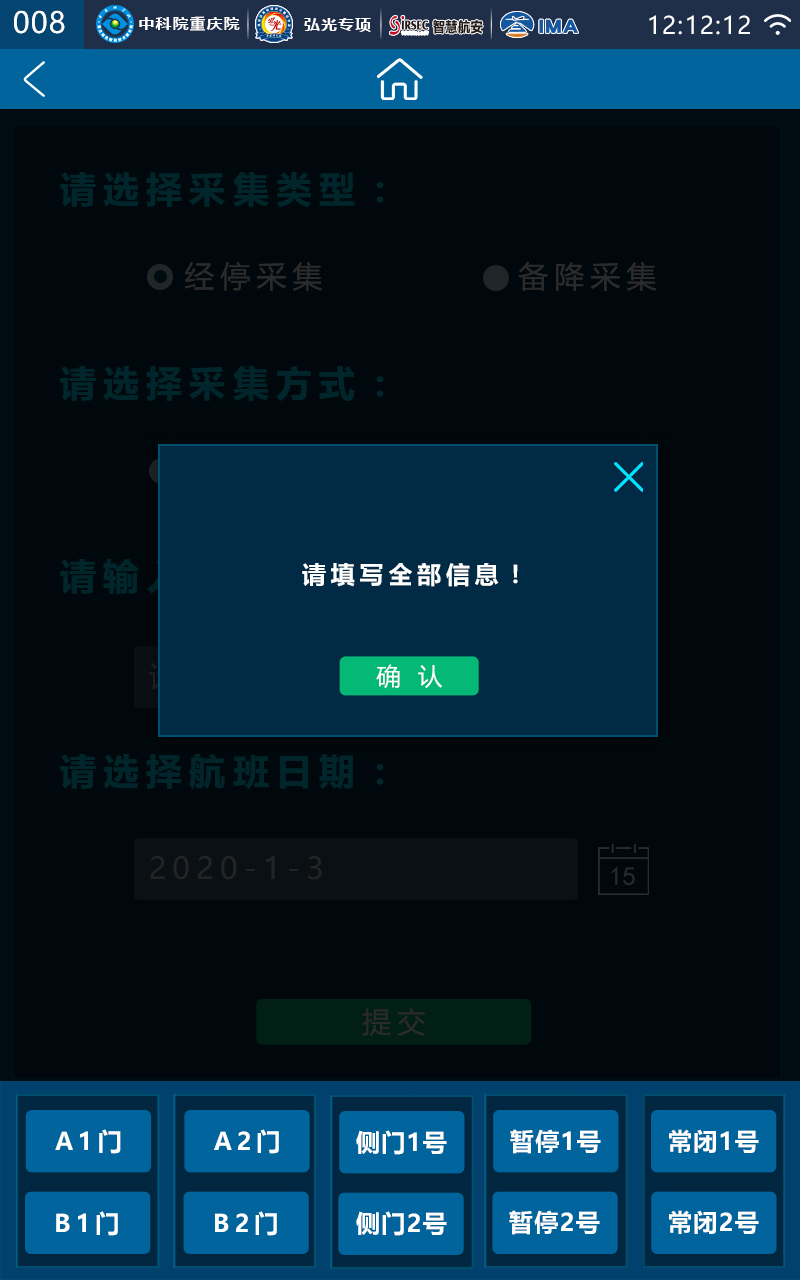 008 中科院重庆院 弘光专项 SiRSEC 智慧航安 IMA 12:12:12
请选择采集类型：
经停采集 备降采集
请选择采集方式：
请填写全部信息！
请输入
确 认
请选择航班日期：
2020-1-3 15
提交
A1门 A2门 侧门1号 暂停1号 常闭1号
B1门 B2门 侧门2号 暂停2号 常闭2号